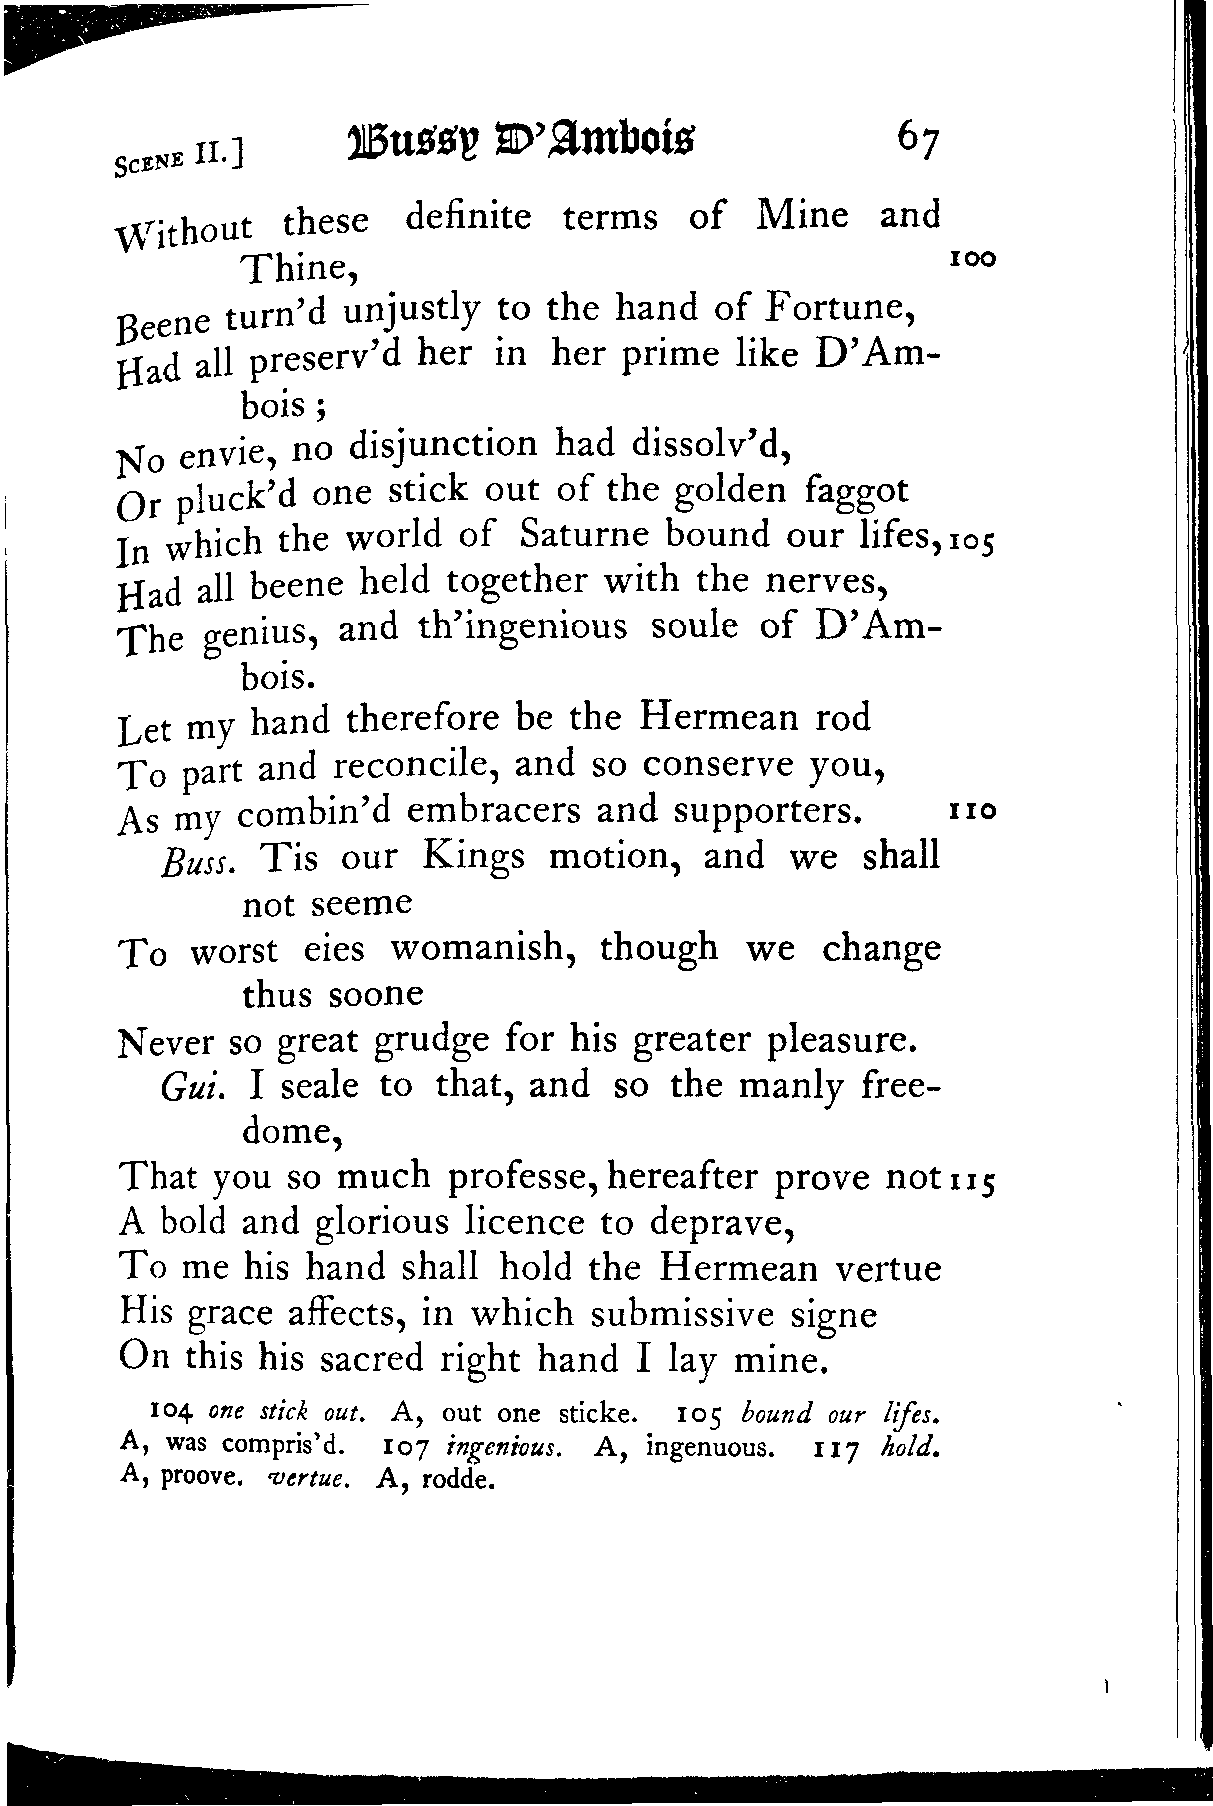 SCENE II.] Bussy D'Ambois 67
Without these definite terms of Mine and
Thine, 100
Beene turn'd unjustly to the hand of Fortune,
Had all preserv'd her in her prime like D'Am-
bois ;
No envie, no disjunction had dissolv'd,
Or pluck'd one stick out of the golden faggot
In which the world of Saturne bound our lifes, 105
Had all beene held together with the nerves,
The genius, and th'ingenious soule of D'Am-
bois.
Let my hand therefore be the Hermean rod
To part and reconcile, and so conserve you,
As my combin'd embracers and supporters. 110
Buss. Tis our Kings motion, and we shall
not seeme
To worst eies womanish, though we change
thus soone
Never so great grudge for his greater pleasure.
Gui. I seale to that, and so the manly free-
dome,
That you so much professe, hereafter prove not 115
A bold and glorious licence to deprave,
To me his hand shall hold the Hermean vertue
His grace affects, in which submissive signe
On this his sacred right hand I lay mine.
104 one stick out. A, out one sticke. 105 bound our lifes.
A, was compris'd. 107 ingenious. A, ingenuous. 117 hold.
A, proove. vertue. A, rodde.